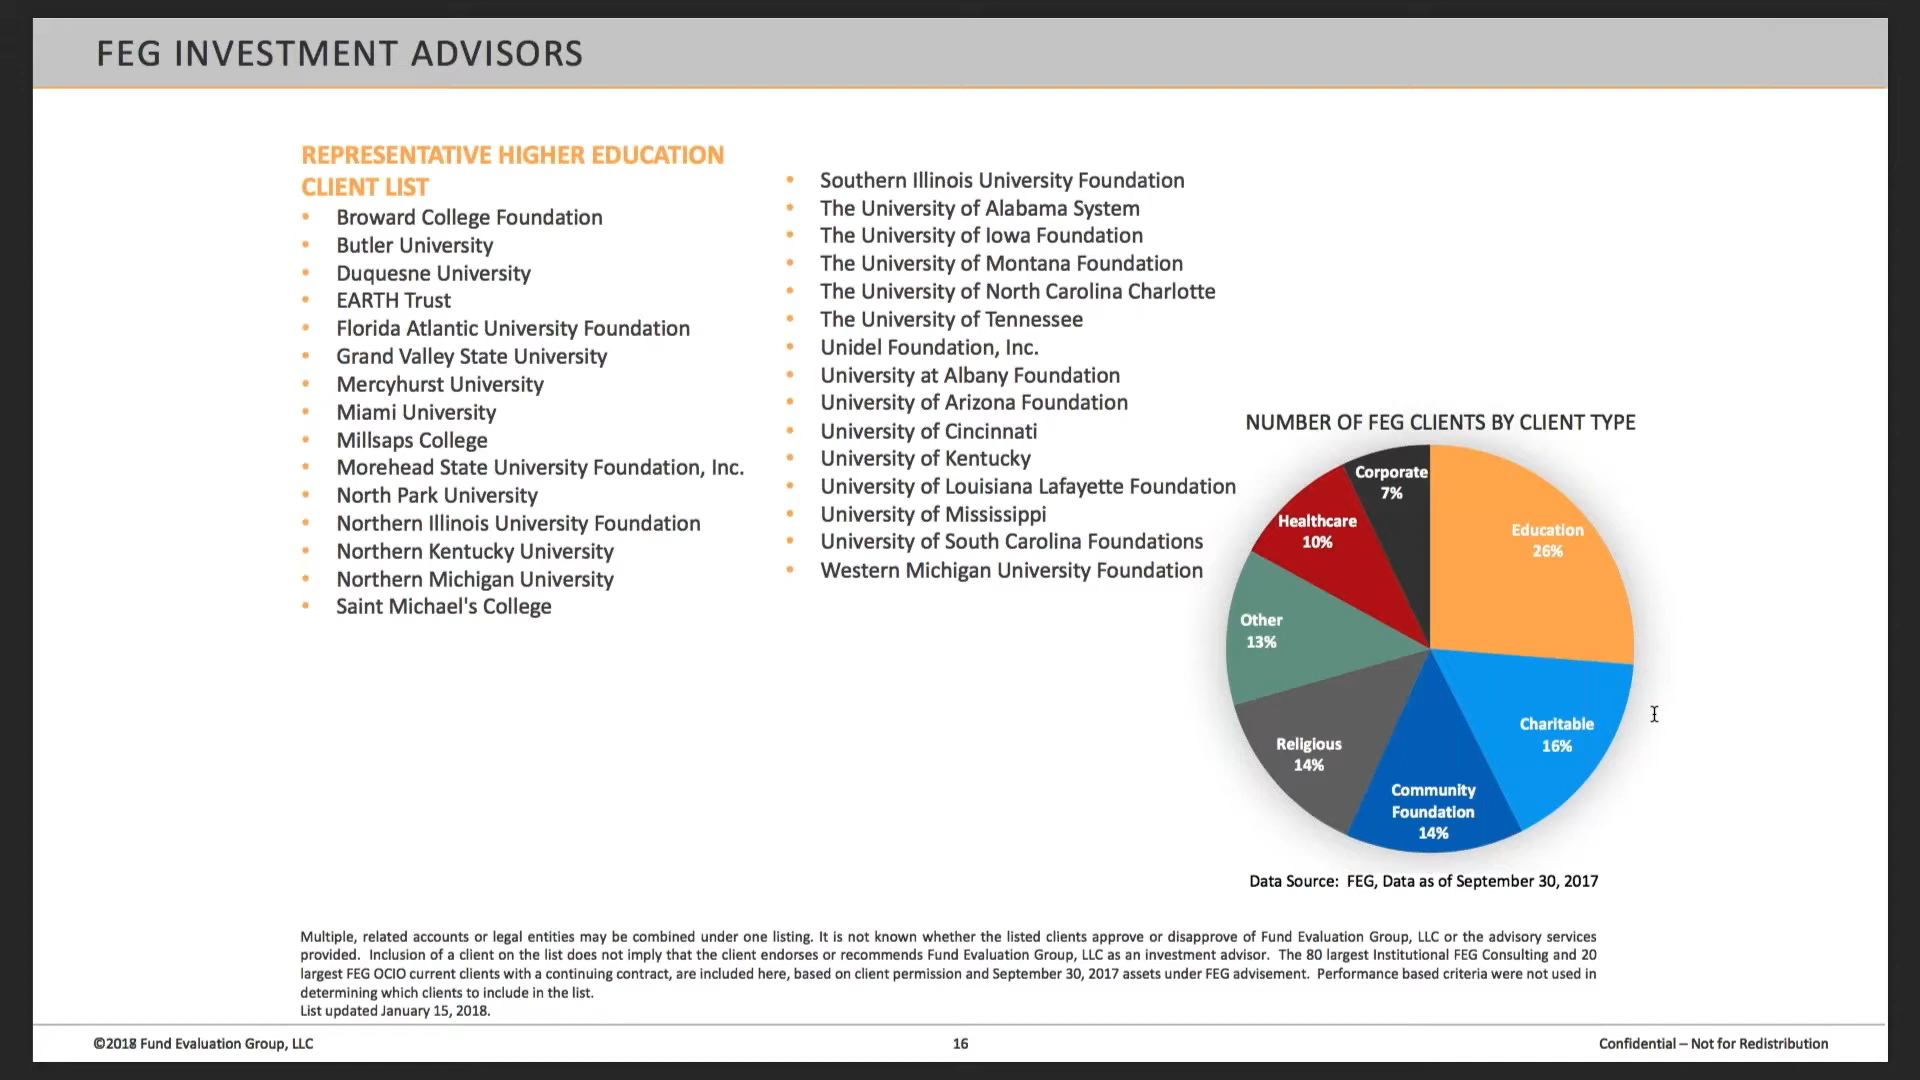 FEG INVESTMENT ADVISORS
REPRESENTATIVE HIGHER EDUCATION
CLIENT LIST
• Broward College Foundation
• Butler University
• Duquesne University
• EARTH Trust
• Florida Atlantic University Foundation
• Grand Valley State University
• Mercyhurst University
• Miami University
• Millsaps College
• Morehead State University Foundation, Inc.
• North Park University
• Northern Illinois University Foundation
• Northern Kentucky University
• Northern Michigan University
• Saint Michael's College
• Southern Illinois University Foundation
• The University of Alabama System
• The University of Iowa Foundation
• The University of Montana Foundation
• The University of North Carolina Charlotte
• The University of Tennessee
• Unidel Foundation, Inc.
• University at Albany Foundation
• University of Arizona Foundation
• University of Cincinnati
• University of Kentucky
• University of Louisiana Lafayette Foundation
• University of Mississippi
• University of South Carolina Foundations
• Western Michigan University Foundation
NUMBER OF FEG CLIENTS BY CLIENT TYPE
Corporate
7%
Education
26%
Healthcare
10%
Other
13%
Charitable
16%
Religious
14%
Community
Foundation
14%
Data Source: FEG, Data as of September 30, 2017
Multiple, related accounts or legal entities may be combined under one listing. It is not known whether the listed clients approve or disapprove of Fund Evaluation Group, LLC or the advisory services
provided. Inclusion of a client on the list does not imply that the client endorses or recommends Fund Evaluation Group, LLC as an investment advisor. The 80 largest Institutional FEG Consulting and 20
largest FEG OCIO current clients with a continuing contract, are included here, based on client permission and September 30, 2017 assets under FEG advisement. Performance based criteria were not used in
determining which clients to include in the list.
List updated January 15, 2018.
©2018 Fund Evaluation Group, LLC
16
Confidential – Not for Redistribution